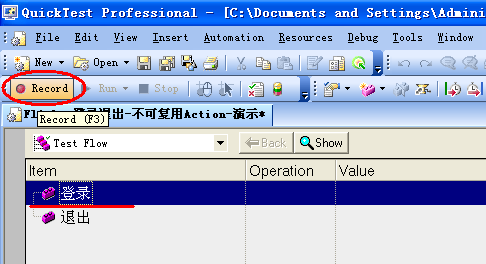 QuickTest Professional - [C:\Documents and Settings\Admini
File Edit View Insert Automation Resources Debug Tools Window
New Open
Record Run Stop
登录退出-不可复用Action-演示*
Record (F3)
Test Flow Back Show
Item Operation Value
登录
退出